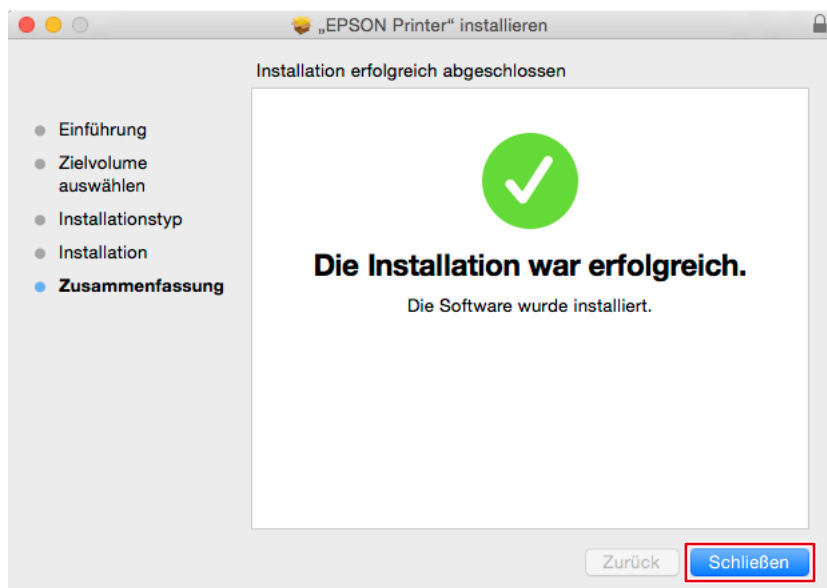 „EPSON Printer“ installieren
Installation erfolgreich abgeschlossen
Einführung
Zielvolume
auswählen
Installationstyp
Installation
Zusammenfassung
Die Installation war erfolgreich.
Die Software wurde installiert.
Zurück
Schließen